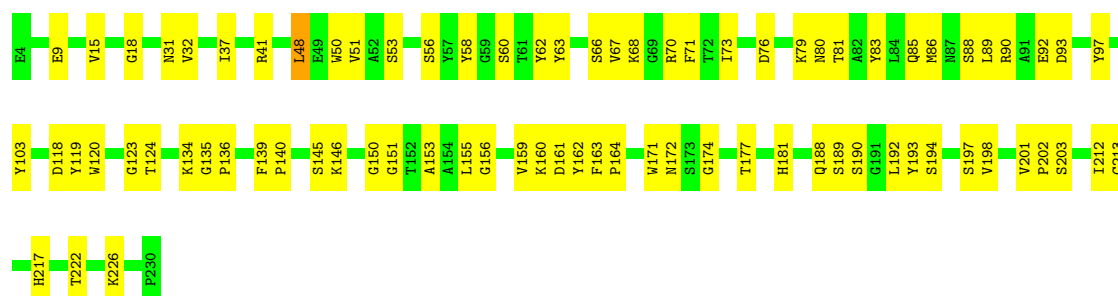 E4 E9 V15 G18 N31 V32 I37 R41 L48 E49 W50 V51 A52 S53 S56 Y57 Y58 G59 S60 T61 Y62 Y63 S66 V67 K68 G69 R70 F71 T72 I73 D76 K79 N80 T81 A82 Y83 L84 Q85 M86 N87 S88 L89 R90 A91 E92 D93 Y97
Y103 D118 Y119 W120 G123 T124 K134 G135 P136 F139 P140 S145 K146 G150 G151 T152 A153 A154 L155 G156 V159 K160 D161 Y162 F163 P164 W171 N172 S173 G174 T177 H181 Q188 S189 S190 G191 L192 Y193 S194 S197 V198 V201 P202 S203 I212
H217 T222 K226 P230